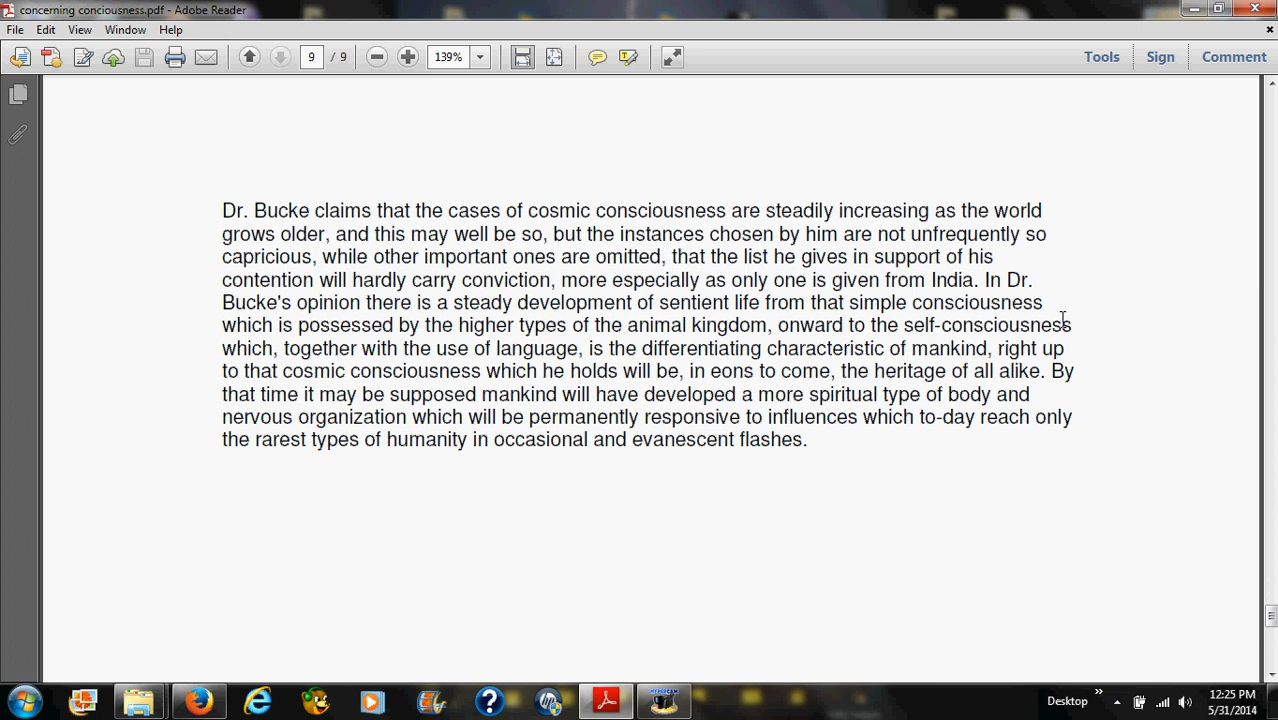 concerning conciousness.pdf - Adobe Reader
File Edit View Window Help
9 / 9 139% Tools Sign Comment
Dr. Bucke claims that the cases of cosmic consciousness are steadily increasing as the world
grows older, and this may well be so, but the instances chosen by him are not unfrequently so
capricious, while other important ones are omitted, that the list he gives in support of his
contention will hardly carry conviction, more especially as only one is given from India. In Dr.
Bucke's opinion there is a steady development of sentient life from that simple consciousness
which is possessed by the higher types of the animal kingdom, onward to the self-consciousness
which, together with the use of language, is the differentiating characteristic of mankind, right up
to that cosmic consciousness which he holds will be, in eons to come, the heritage of all alike. By
that time it may be supposed mankind will have developed a more spiritual type of body and
nervous organization which will be permanently responsive to influences which to-day reach only
the rarest types of humanity in occasional and evanescent flashes.
Desktop 12:25 PM
5/31/2014